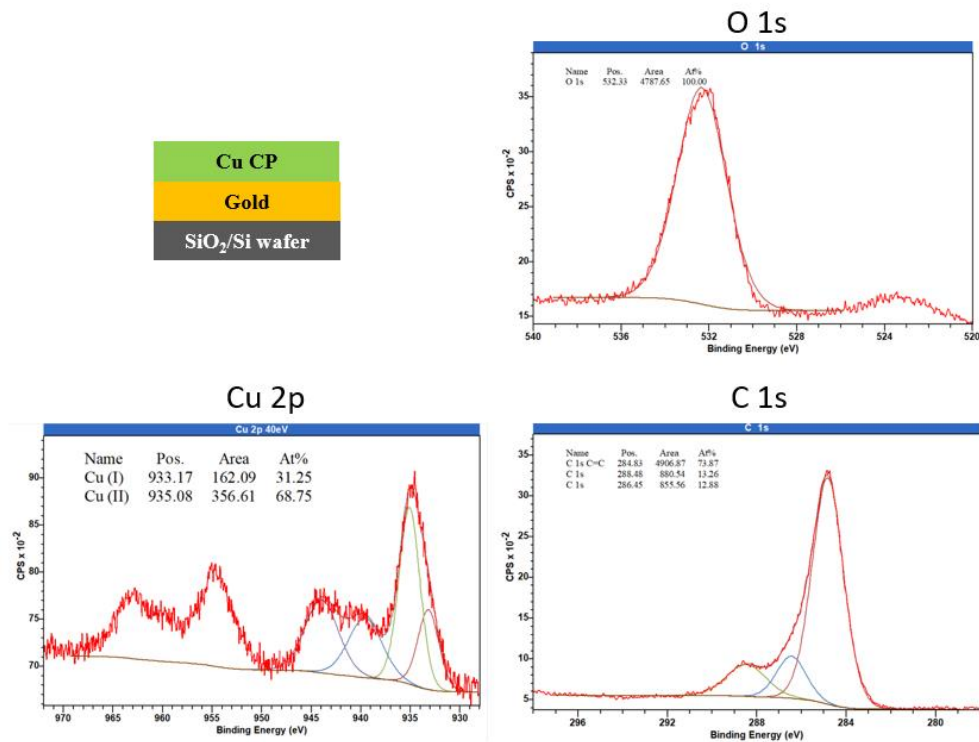 O 1s
O 1s
Name Pos. Area At%
O 1s 532.33 4787.65 100.00
CPS x 10⁻²
35
30
25
20
15
540 536 532 528 524 520
Binding Energy (eV)
Cu CP
Gold
SiO₂/Si wafer
Cu 2p
Cu 2p 40eV
Name Pos. Area At%
Cu (I) 933.17 162.09 31.25
Cu (II) 935.08 356.61 68.75
CPS x 10⁻²
90
85
80
75
70
970 965 960 955 950 945 940 935 930
Binding Energy (eV)
C 1s
C 1s
Name Pos. Area At%
C 1s C=C 284.83 4906.87 73.87
C 1s 288.48 880.54 13.26
C 1s 286.45 855.56 12.88
CPS x 10⁻²
35
30
25
20
15
10
5
296 292 288 284 280
Binding Energy (eV)